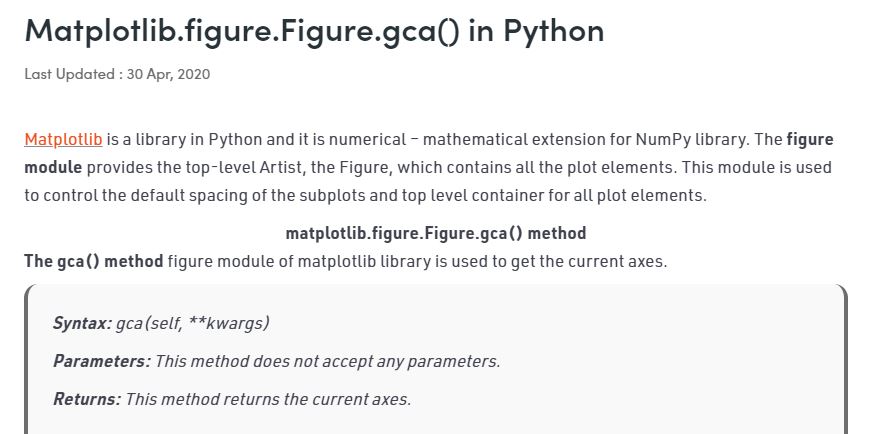 Matplotlib.figure.Figure.gca() in Python
Last Updated : 30 Apr, 2020
Matplotlib is a library in Python and it is numerical – mathematical extension for NumPy library. The figure
module provides the top-level Artist, the Figure, which contains all the plot elements. This module is used
to control the default spacing of the subplots and top level container for all plot elements.
matplotlib.figure.Figure.gca() method
The gca() method figure module of matplotlib library is used to get the current axes.
Syntax: gca(self, **kwargs)
Parameters: This method does not accept any parameters.
Returns: This method returns the current axes.